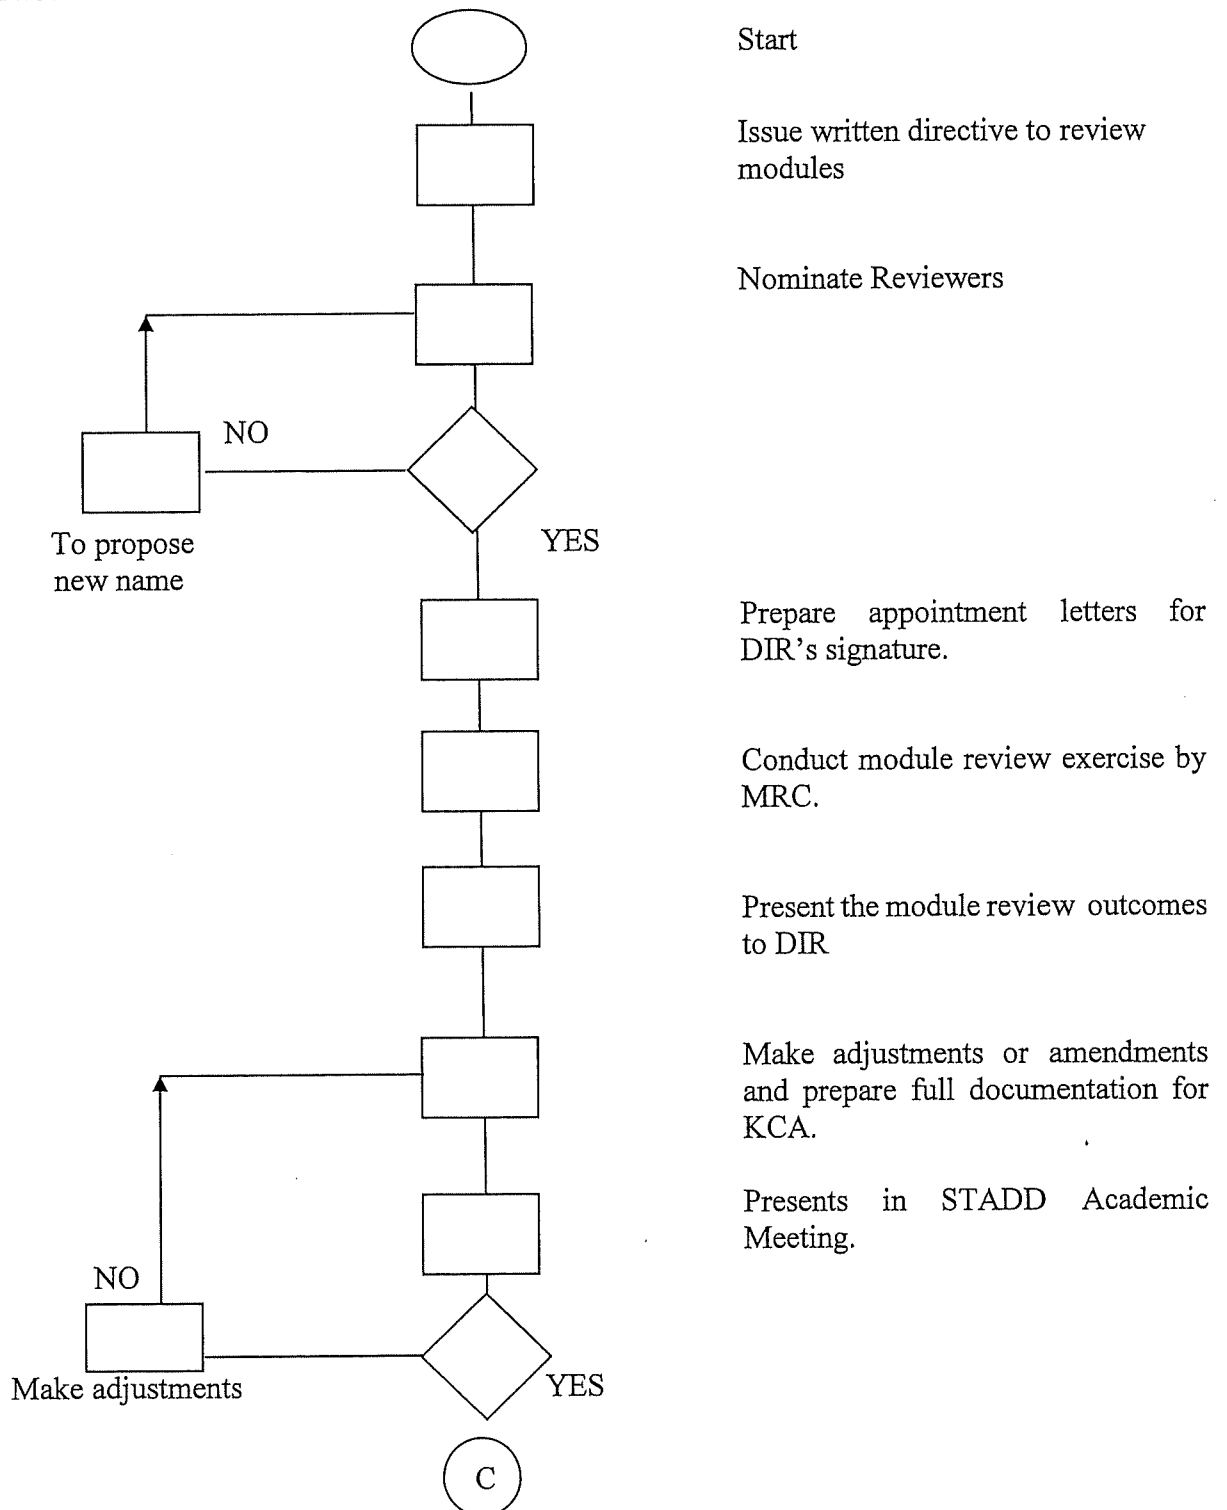 Start
Issue written directive to review
modules
Nominate Reviewers
NO
To propose
new name
YES
Prepare appointment letters for
DIR's signature.
Conduct module review exercise by
MRC.
Present the module review outcomes
to DIR
Make adjustments or amendments
and prepare full documentation for
KCA.
Presents in STADD Academic
Meeting.
NO
Make adjustments
YES
C